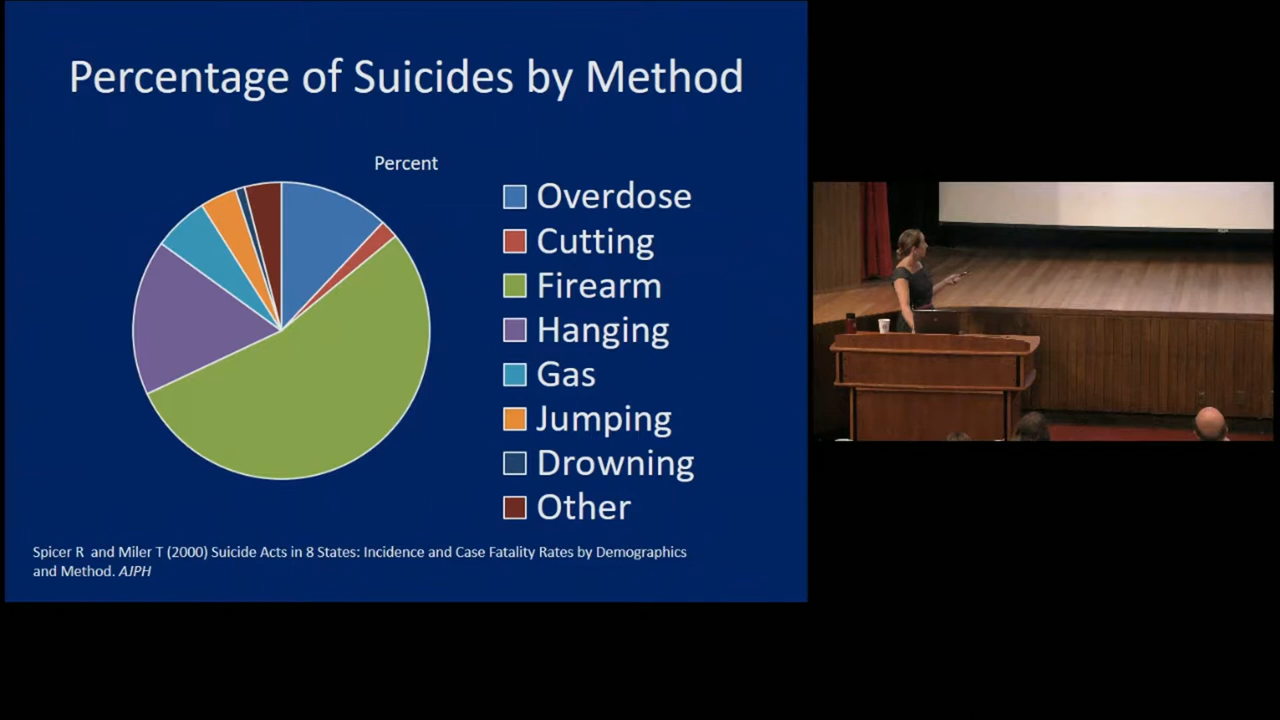 Percentage of Suicides by Method
Percent
Overdose
Cutting
Firearm
Hanging
Gas
Jumping
Drowning
Other
Spicer R and Miler T (2000) Suicide Acts in 8 States: Incidence and Case Fatality Rates by Demographics
and Method. AJPH